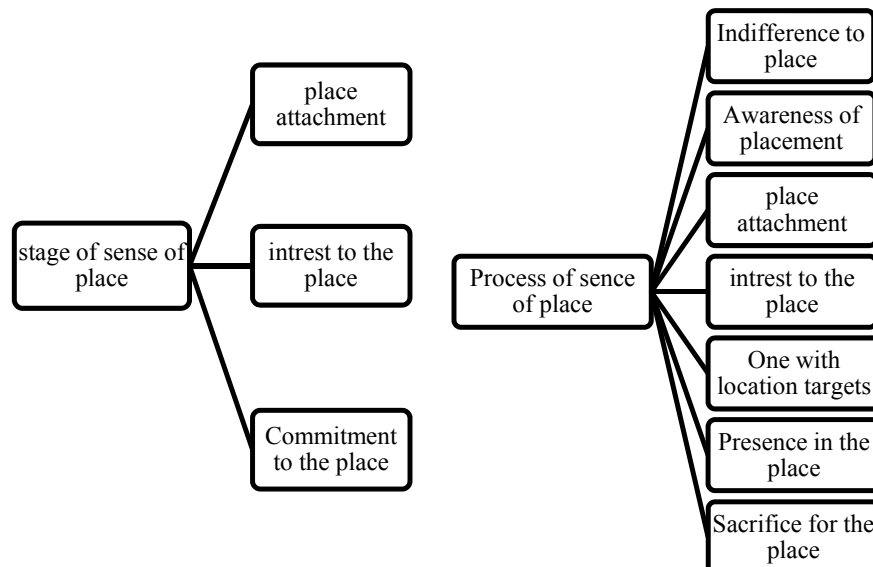 stage of sense of
place
place
attachment
intrest to the
place
Commitment
to the place
Process of sence
of place
Indifference to
place
Awareness of
placement
place
attachment
intrest to the
place
One with
location targets
Presence in the
place
Sacrifice for the
place